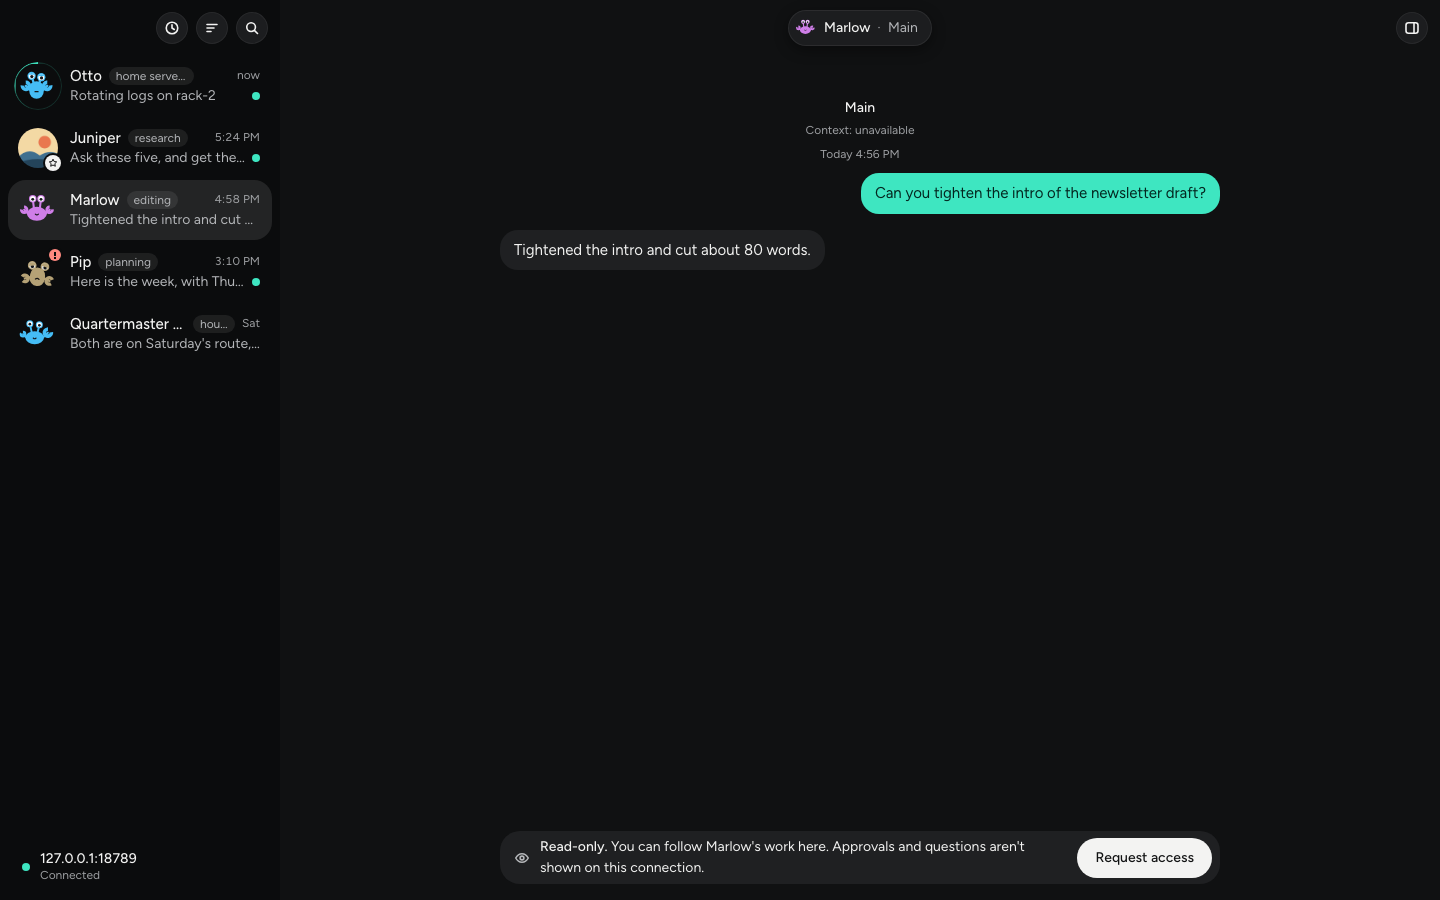 Marlow · Main
Otto home serve... now
Rotating logs on rack-2
Juniper research 5:24 PM
Ask these five, and get the...
Marlow editing 4:58 PM
Tightened the intro and cut ...
Pip planning 3:10 PM
Here is the week, with Thu...
Quartermaster ... hou... Sat
Both are on Saturday's route,...
127.0.0.1:18789
Connected
Main
Context: unavailable
Today 4:56 PM
Can you tighten the intro of the newsletter draft?
Tightened the intro and cut about 80 words.
Read-only. You can follow Marlow's work here. Approvals and questions aren't
shown on this connection.
Request access